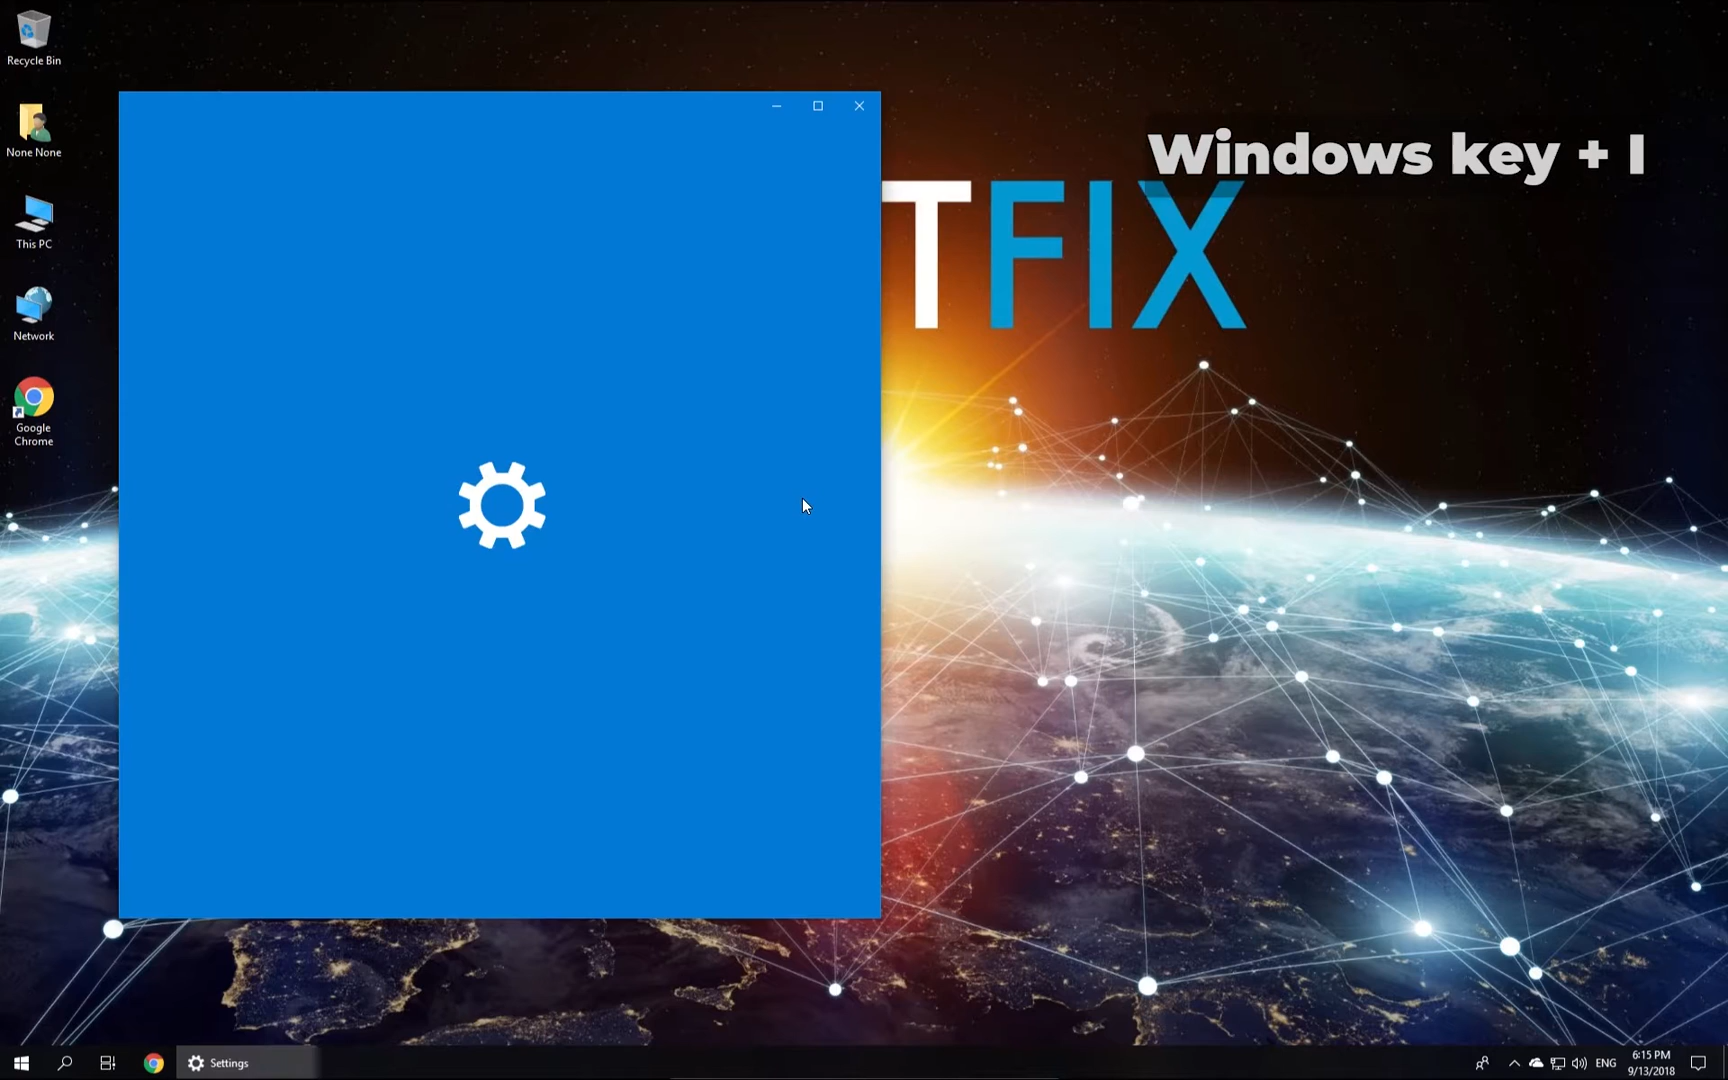 Recycle Bin
None None
This PC
Network
Google
Chrome
Windows key + I
TFIX
Settings
ENG
6:15 PM
9/13/2018